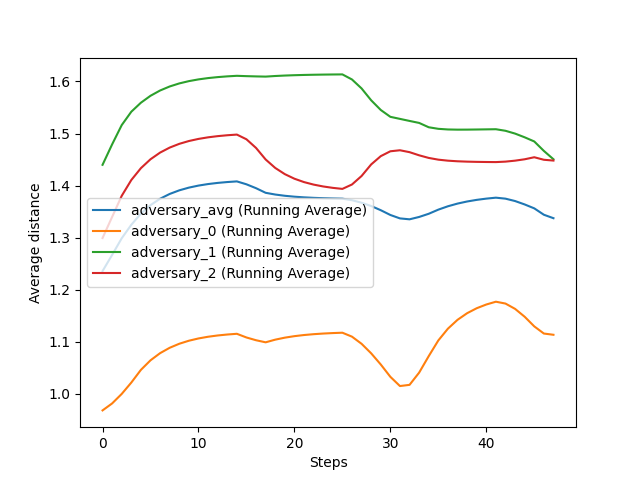 1.6
1.5
1.4
1.3
1.2
1.1
1.0
Average distance
adversary_avg (Running Average)
adversary_0 (Running Average)
adversary_1 (Running Average)
adversary_2 (Running Average)
0 10 20 30 40
Steps